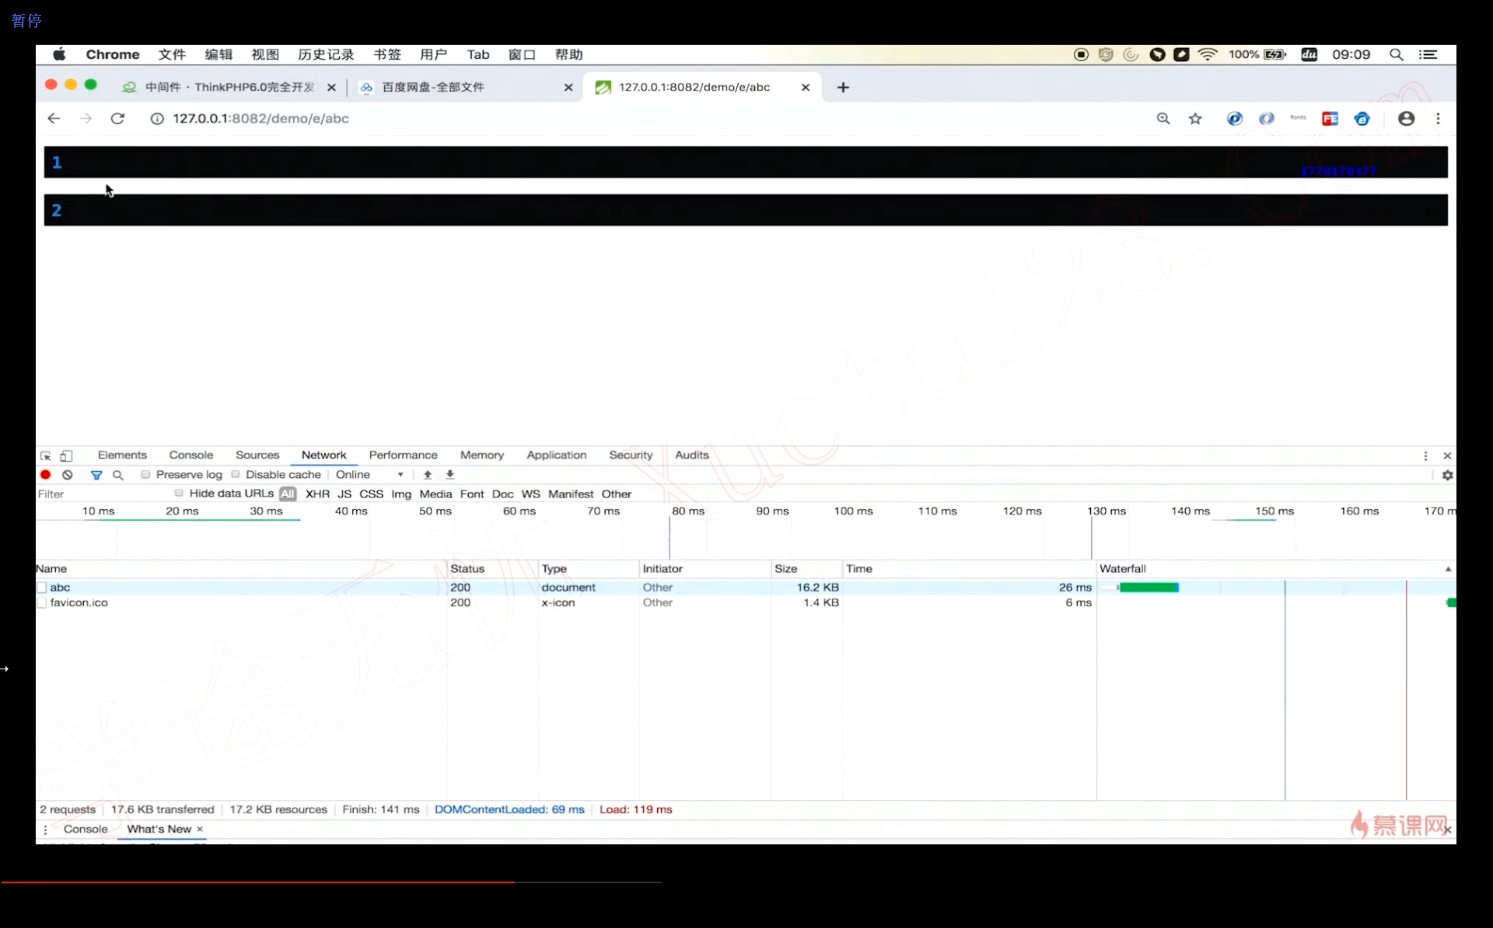 暂停
Chrome 文件 编辑 视图 历史记录 书签 用户 Tab 窗口 帮助 100% du 09:09
中间件 · ThinkPHP6.0完全开发 百度网盘-全部文件 127.0.0.1:8082/demo/e/abc
127.0.0.1:8082/demo/e/abc fonts
1
2
Xuetu123.com
学途无忧
Elements Console Sources Network Performance Memory Application Security Audits
Preserve log Disable cache Online
Filter Hide data URLs All XHR JS CSS Img Media Font Doc WS Manifest Other
10 ms 20 ms 30 ms 40 ms 50 ms 60 ms 70 ms 80 ms 90 ms 100 ms 110 ms 120 ms 130 ms 140 ms 150 ms 160 ms 170 m
Name Status Type Initiator Size Time Waterfall
abc 200 document Other 16.2 KB 26 ms
favicon.ico 200 x-icon Other 1.4 KB 6 ms
2 requests 17.6 KB transferred 17.2 KB resources Finish: 141 ms DOMContentLoaded: 69 ms Load: 119 ms
Console What's New
慕课网